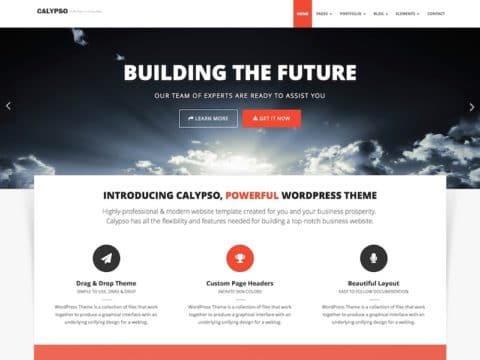 CALYPSO
HOME PAGES PORTFOLIO BLOG ELEMENTS CONTACT
BUILDING THE FUTURE
OUR TEAM OF EXPERTS ARE READY TO ASSIST YOU
LEARN MORE GET IT NOW
INTRODUCING CALYPSO, POWERFUL WORDPRESS THEME
Highly-professional & modern website template created for you and your business prosperity.
Calypso has all the flexibility and features needed for building a top-notch business website.
Drag & Drop Theme
SIMPLE TO USE, DRAG & DROP
WordPress Theme is a collection of files that work
together to produce a graphical interface with an
underlying unifying design for a weblog.
Custom Page Headers
INFINITE SKIN COLORS
WordPress Theme is a collection of files that work
together to produce a graphical interface with an
underlying unifying design for a weblog.
Beautiful Layout
EASY TO FOLLOW DOCUMENTATION
WordPress Theme is a collection of files that work
together to produce a graphical interface with an
underlying unifying design for a weblog.